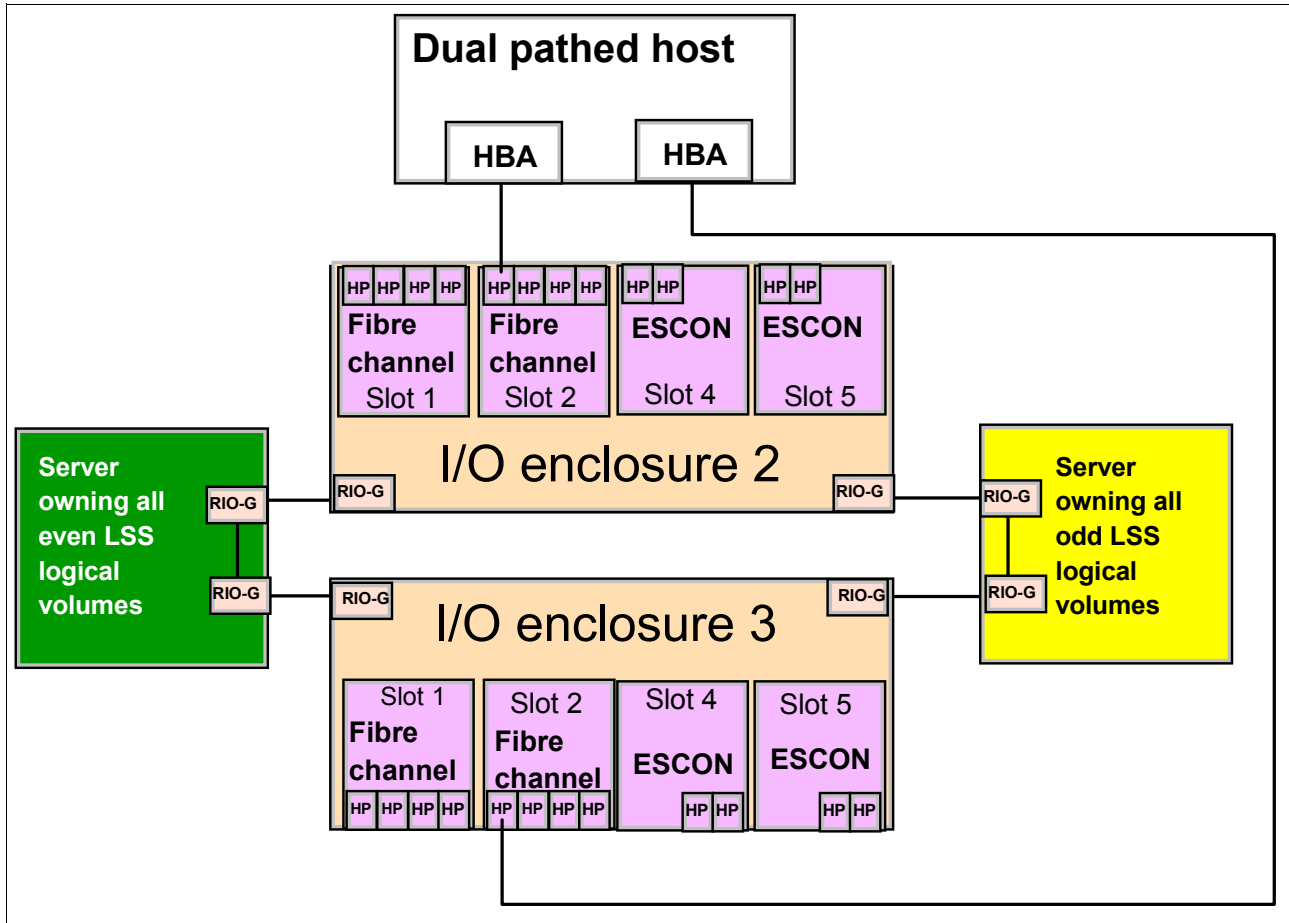 Dual pathed host
HBA
HBA
HP HP HP HP
HP HP HP HP
HP HP
HP HP
Fibre
channel
Slot 1
Fibre
channel
Slot 2
ESCON
Slot 4
ESCON
Slot 5
I/O enclosure 2
RIO-G
RIO-G
Server
owning all
even LSS
logical
volumes
RIO-G
RIO-G
Server
owning all
odd LSS
logical
volumes
RIO-G
RIO-G
RIO-G
RIO-G
I/O enclosure 3
Slot 1
Fibre
channel
HP HP HP HP
Slot 2
Fibre
channel
HP HP HP HP
Slot 4
ESCON
HP HP
Slot 5
ESCON
HP HP